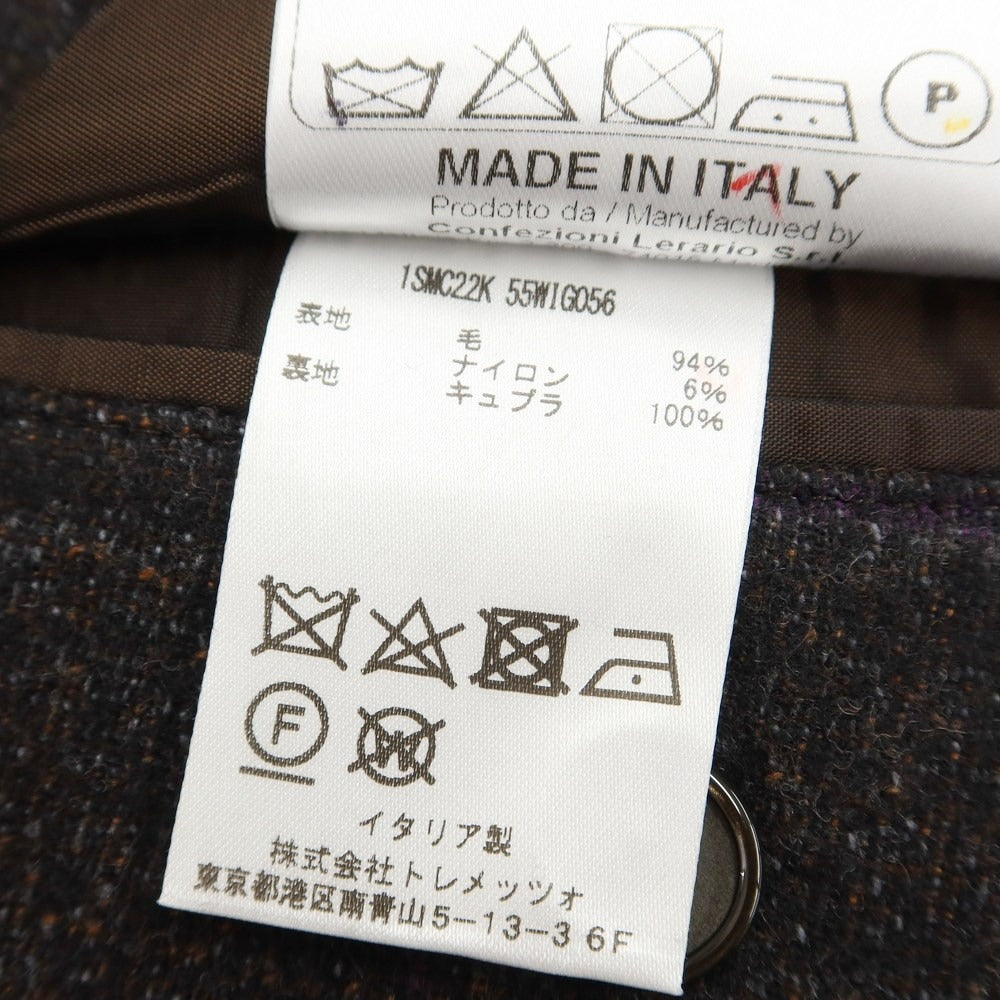 P
MADE IN ITALY
Prodotto da / Manufactured by
Confezioni Lerario S.r.l
1SMC22K 55WIG056
表地 毛 94%
ナイロン 6%
裏地 キュプラ 100%
F W
イタリア製
株式会社トレメッツォ
東京都港区南青山5-13-3 6F